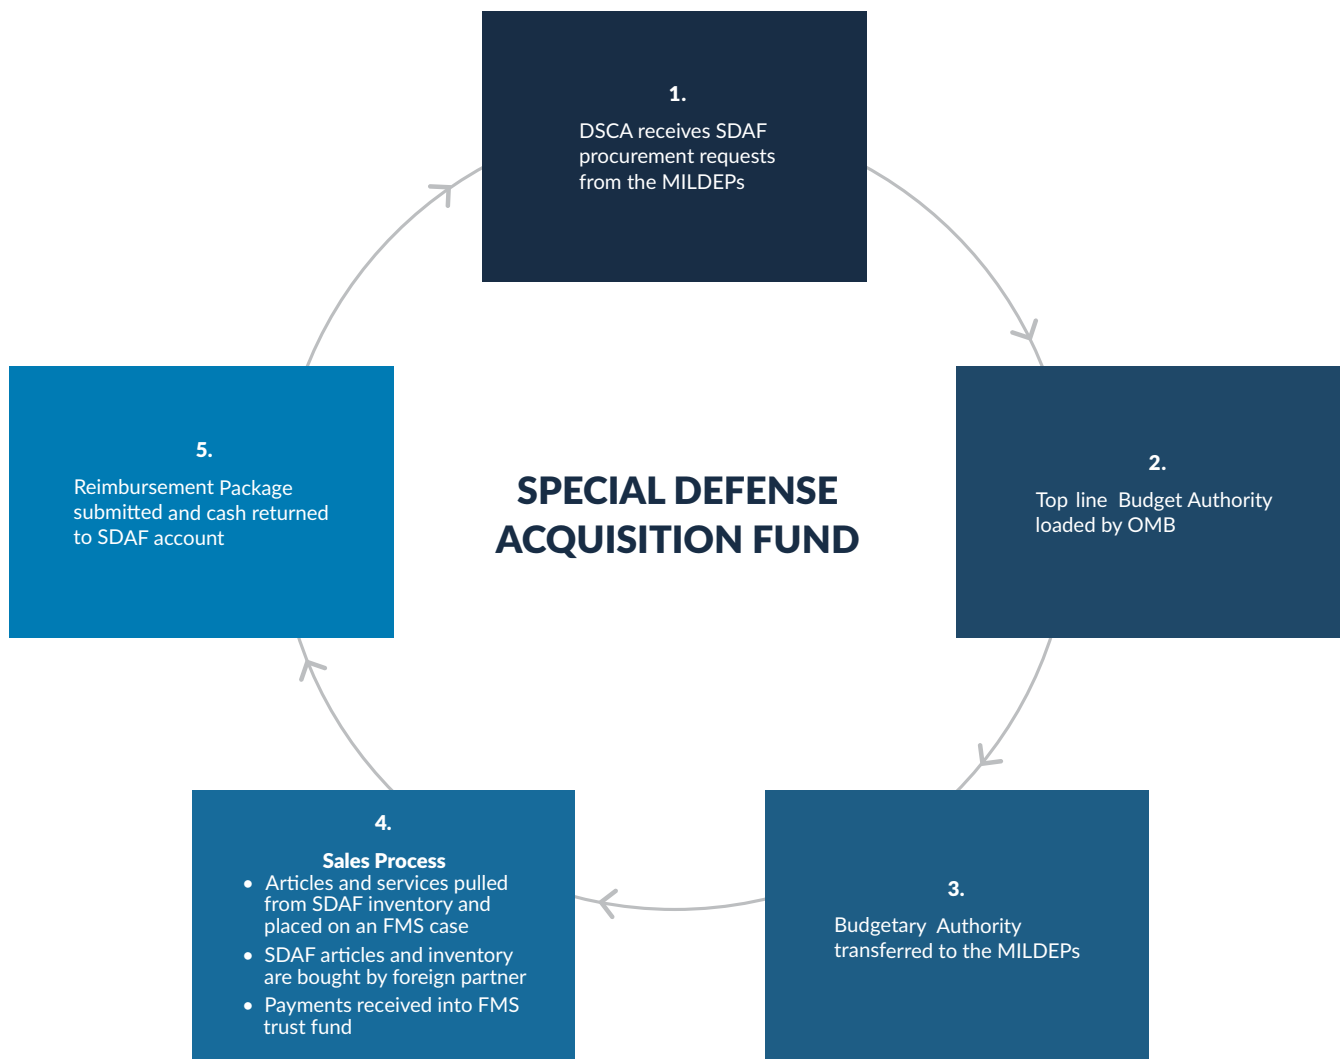 1.
DSCA receives SDAF
procurement requests
from the MILDEPs
2.
Top line Budget Authority
loaded by OMB
3.
Budgetary Authority
transferred to the MILDEPs
4.
Sales Process
• Articles and services pulled
from SDAF inventory and
placed on an FMS case
• SDAF articles and inventory
are bought by foreign partner
• Payments received into FMS
trust fund
5.
Reimbursement Package
submitted and cash returned
to SDAF account
SPECIAL DEFENSE
ACQUISITION FUND